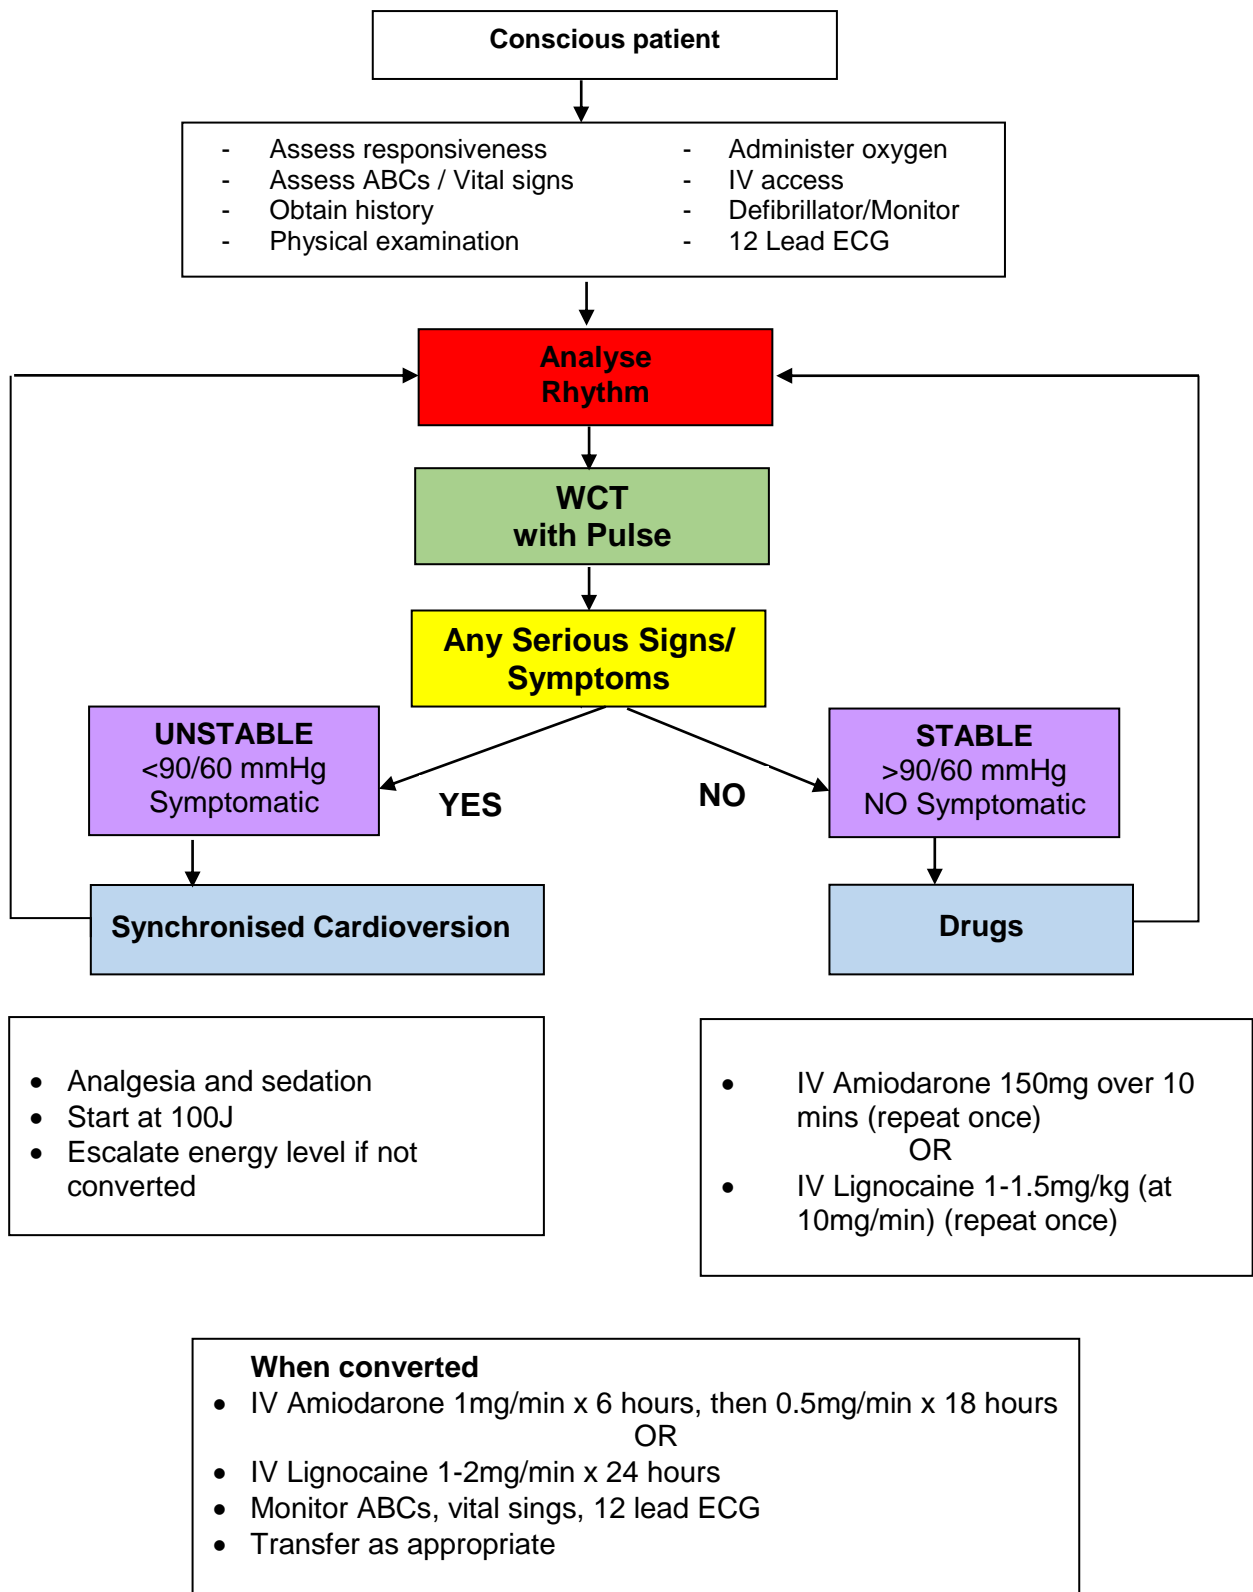 Conscious patient
- Assess responsiveness
- Assess ABCs / Vital signs
- Obtain history
- Physical examination
- Administer oxygen
- IV access
- Defibrillator/Monitor
- 12 Lead ECG
Analyse
Rhythm
WCT
with Pulse
Any Serious Signs/
Symptoms
UNSTABLE
<90/60 mmHg
Symptomatic
YES
NO
STABLE
>90/60 mmHg
NO Symptomatic
Synchronised Cardioversion
Drugs
• Analgesia and sedation
• Start at 100J
• Escalate energy level if not
converted
• IV Amiodarone 150mg over 10
mins (repeat once)
OR
• IV Lignocaine 1-1.5mg/kg (at
10mg/min) (repeat once)
When converted
• IV Amiodarone 1mg/min x 6 hours, then 0.5mg/min x 18 hours
OR
• IV Lignocaine 1-2mg/min x 24 hours
• Monitor ABCs, vital sings, 12 lead ECG
• Transfer as appropriate